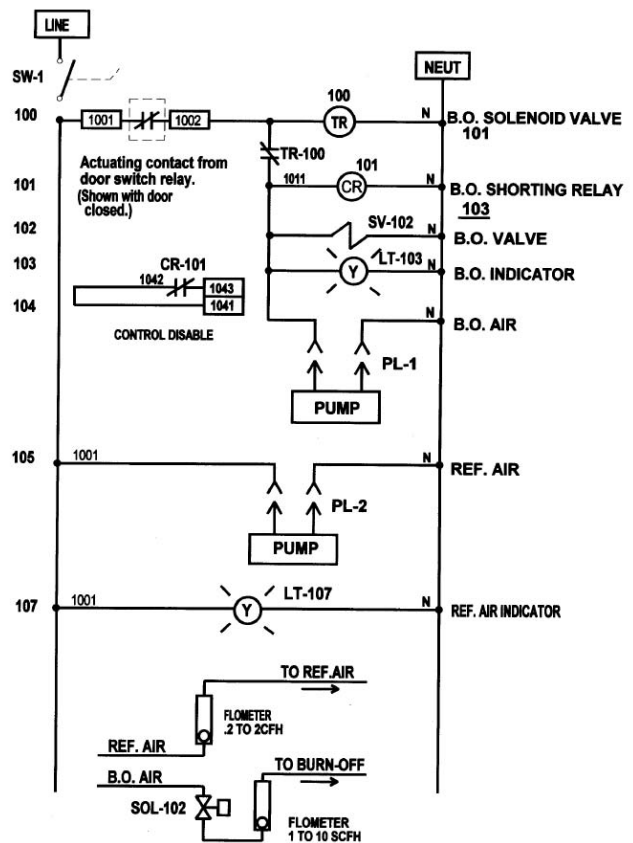 LINE
SW-1
NEUT
100
1001
1002
100
TR
N
B.O. SOLENOID VALVE
101
Actuating contact from
door switch relay.
(Shown with door
closed.)
TR-100
101
1011
101
CR
N
B.O. SHORTING RELAY
103
102
SV-102
N
B.O. VALVE
103
CR-101
1042
1043
Y
LT-103
N
B.O. INDICATOR
104
1041
CONTROL DISABLE
N
B.O. AIR
PL-1
PUMP
105
1001
N
REF. AIR
PL-2
PUMP
107
1001
Y
LT-107
N
REF. AIR INDICATOR
TO REF.AIR
FLOMETER
.2 TO 2CFH
REF. AIR
B.O. AIR
TO BURN-OFF
SOL-102
FLOMETER
1 TO 10 SCFH